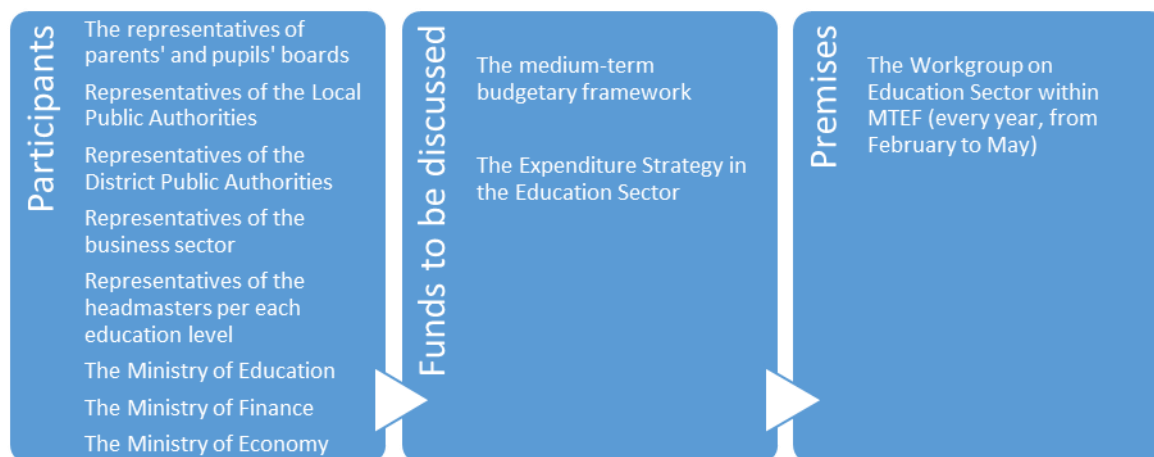 Participants
The representatives of
parents' and pupils' boards
Representatives of the Local
Public Authorities
Representatives of the
District Public Authorities
Representatives of the
business sector
Representatives of the
headmasters per each
education level
The Ministry of Education
The Ministry of Finance
The Ministry of Economy
Funds to be discussed
The medium-term
budgetary framework
The Expenditure Strategy in
the Education Sector
Premises
The Workgroup on
Education Sector within
MTEF (every year, from
February to May)